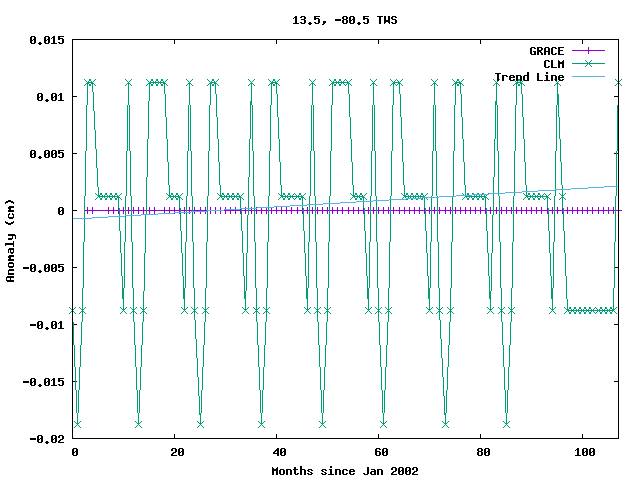 13.5, -80.5 TWS
0.015
0.01
0.005
0
-0.005
-0.01
-0.015
-0.02
Anomaly (cm)
GRACE
CLM
Trend Line
0 20 40 60 80 100
Months since Jan 2002